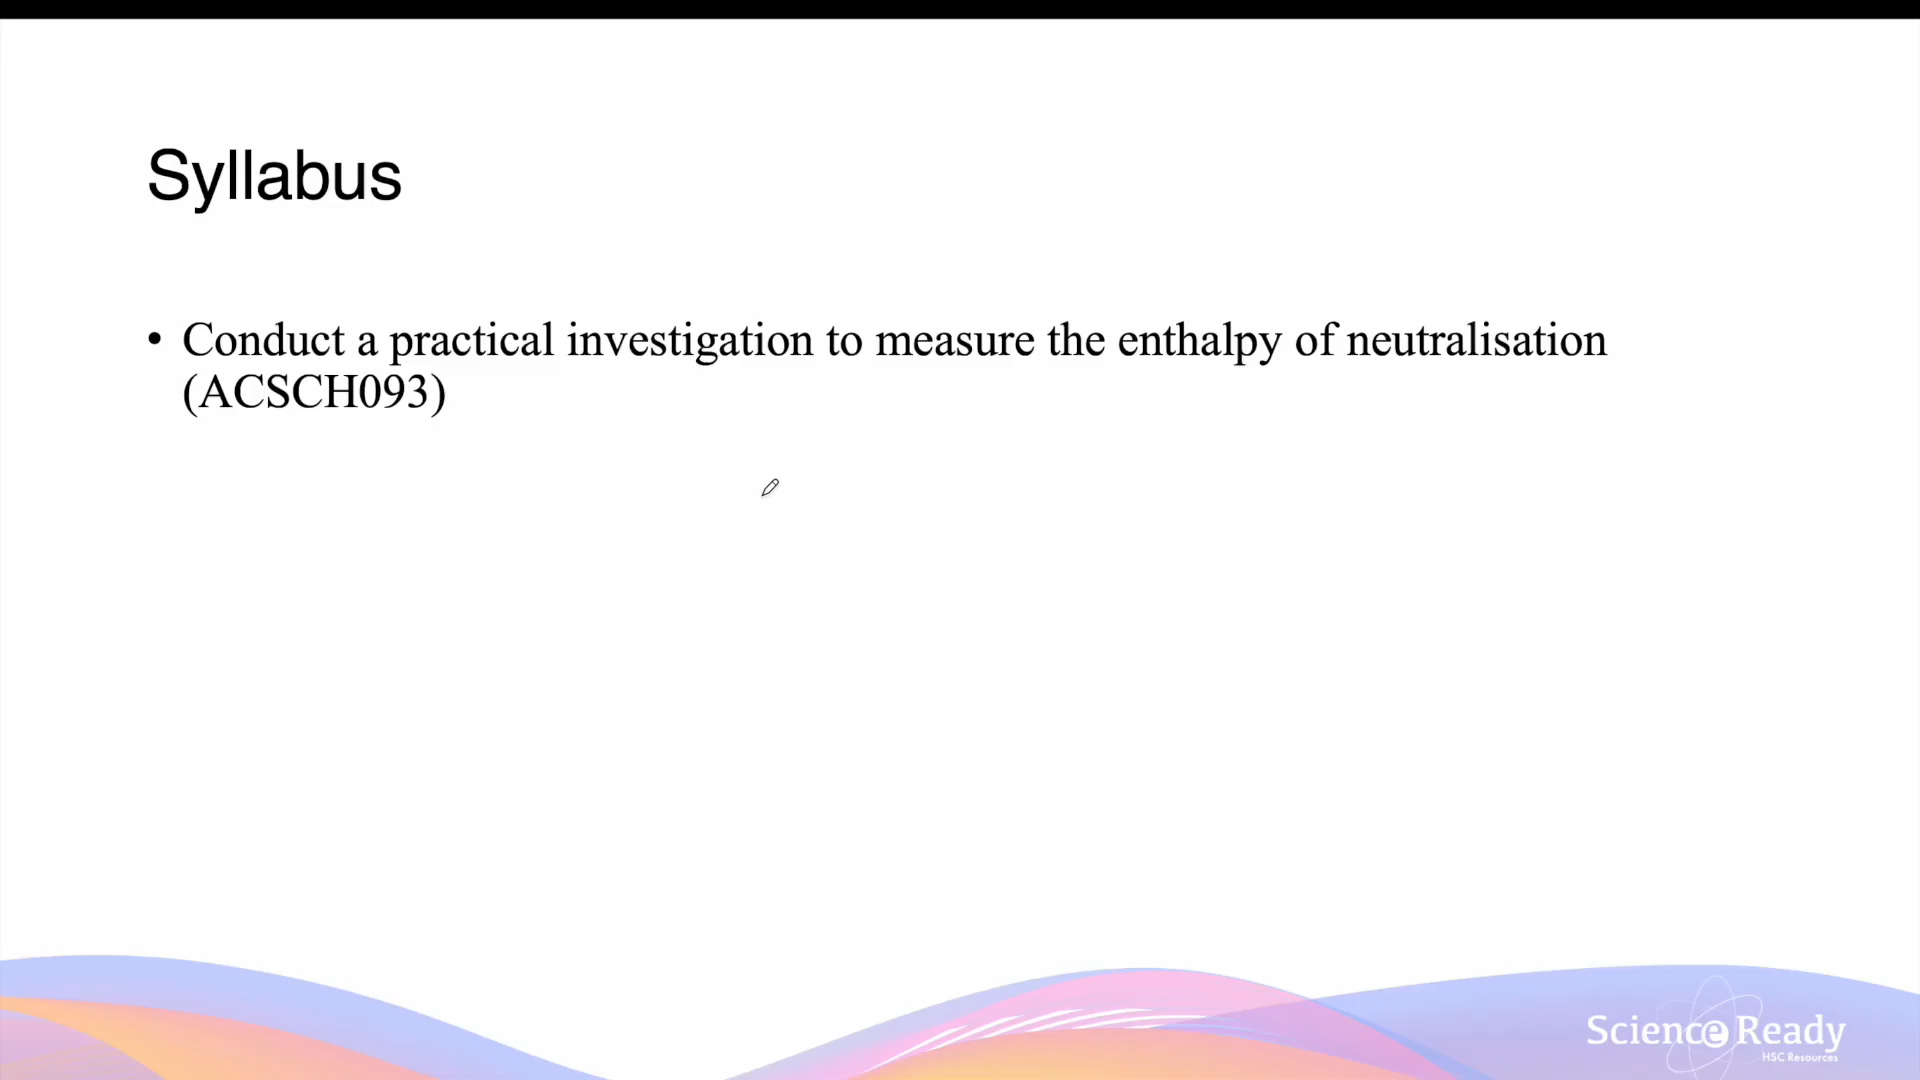 Syllabus
• Conduct a practical investigation to measure the enthalpy of neutralisation
(ACSCH093)
Science Ready
HSC Resources